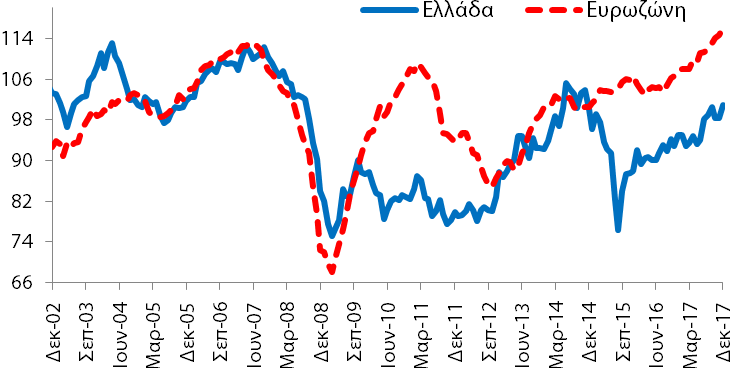 Ελλάδα Ευρωζώνη
114
106
98
90
82
74
66
Δεκ-02
Σεπ-03
Ιουν-04
Μαρ-05
Δεκ-05
Σεπ-06
Ιουν-07
Μαρ-08
Δεκ-08
Σεπ-09
Ιουν-10
Μαρ-11
Δεκ-11
Σεπ-12
Ιουν-13
Μαρ-14
Δεκ-14
Σεπ-15
Ιουν-16
Μαρ-17
Δεκ-17